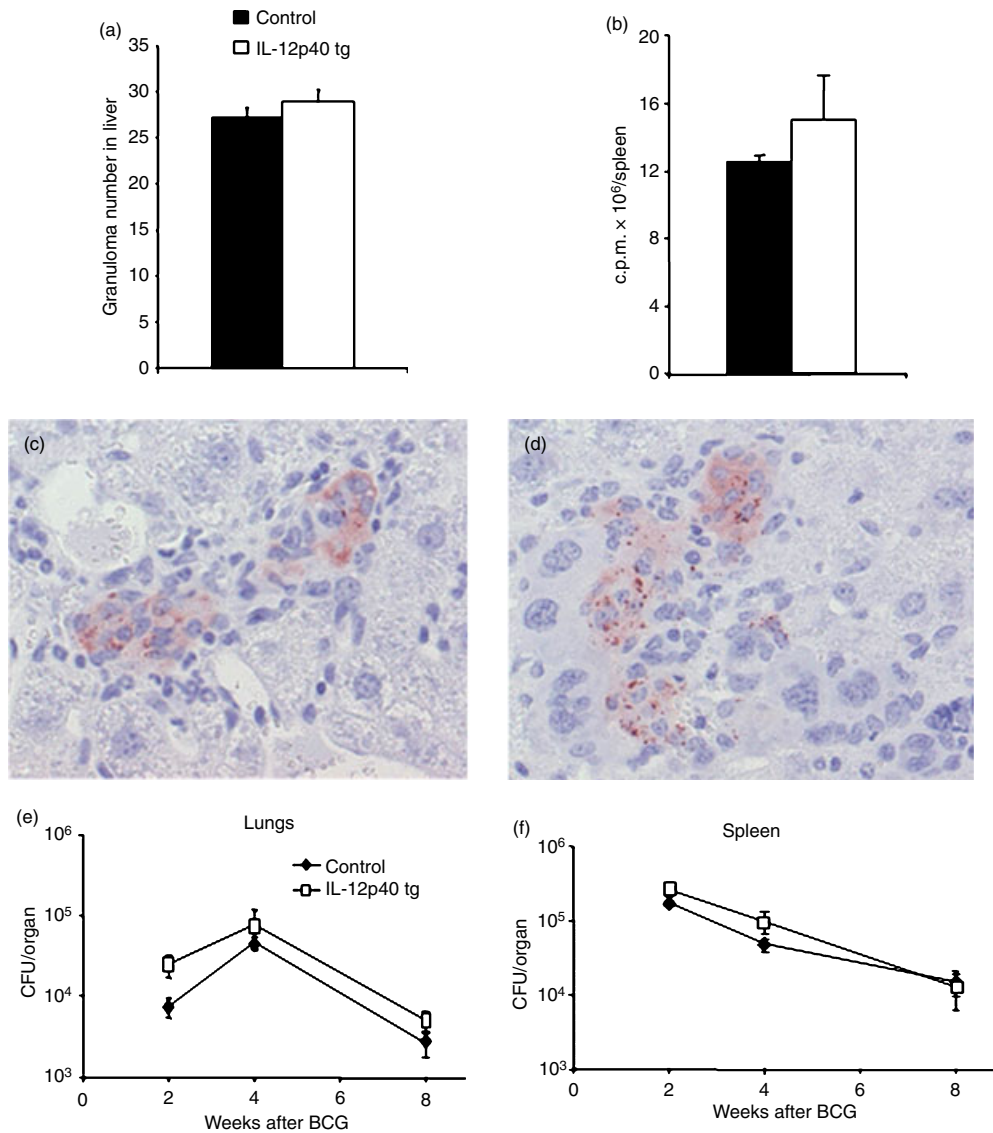 (a)
Control
IL-12p40 tg
Granuloma number in liver
35
30
25
20
15
10
5
0
(b)
c.p.m. × 10⁶/spleen
20
16
12
8
4
0
(c)
(d)
(e)
Lungs
Control
IL-12p40 tg
CFU/organ
10⁶
10⁵
10⁴
10³
0 2 4 6 8
Weeks after BCG
(f)
Spleen
CFU/organ
10⁶
10⁵
10⁴
10³
0 2 4 6 8
Weeks after BCG